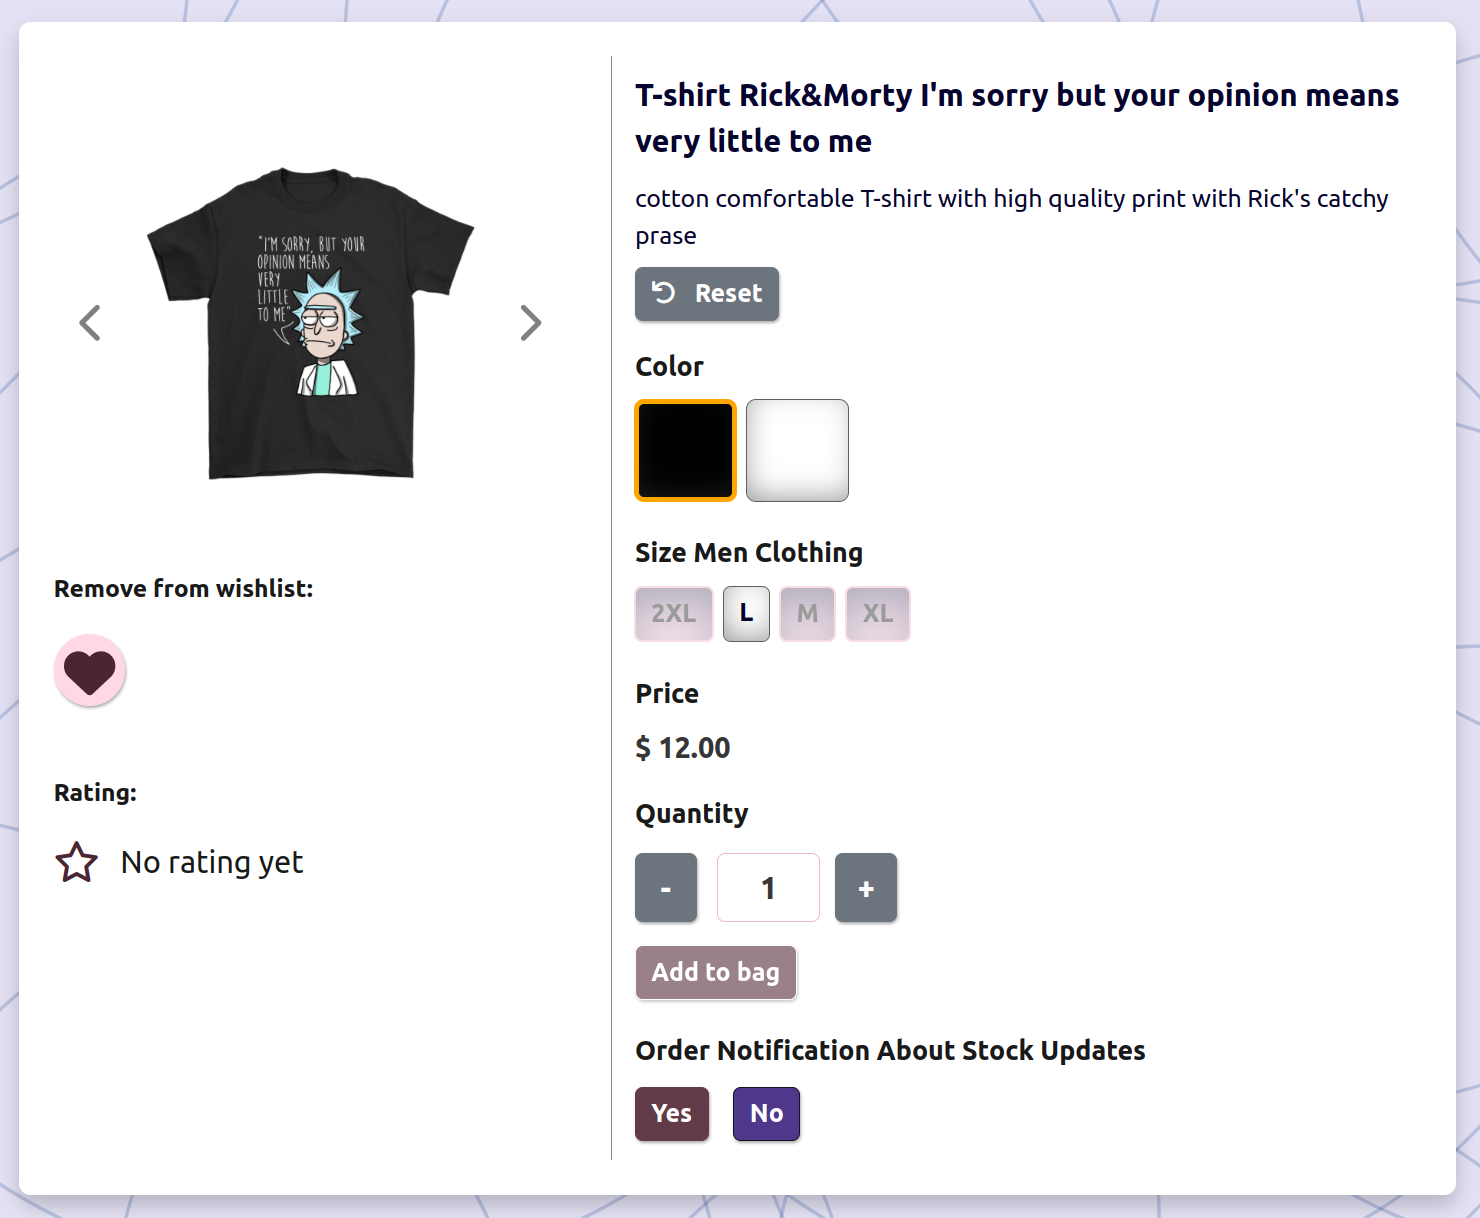 "I'M SORRY, BUT YOUR
OPINION MEANS
VERY
LITTLE
TO ME"
Remove from wishlist:
Rating:
No rating yet
T-shirt Rick&Morty I'm sorry but your opinion means
very little to me
cotton comfortable T-shirt with high quality print with Rick's catchy
prase
Reset
Color
Size Men Clothing
2XL L M XL
Price
$ 12.00
Quantity
- 1 +
Add to bag
Order Notification About Stock Updates
Yes No